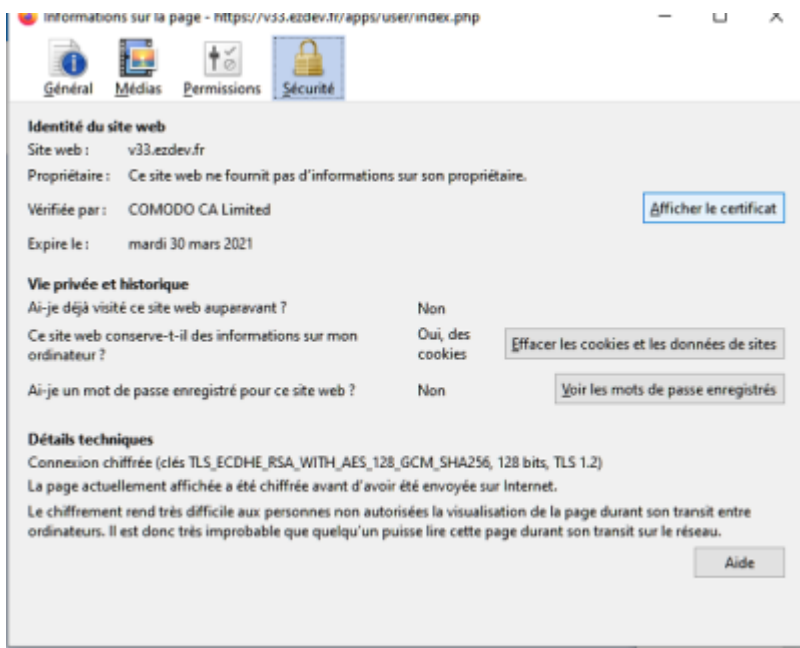 Informations sur la page - https://v33.ezdev.fr/apps/user/index.php
Général Médias Permissions Sécurité
Identité du site web
Site web : v33.ezdev.fr
Propriétaire : Ce site web ne fournit pas d'informations sur son propriétaire.
Vérifiée par : COMODO CA Limited Afficher le certificat
Expire le : mardi 30 mars 2021
Vie privée et historique
Ai-je déjà visité ce site web auparavant ? Non
Ce site web conserve-t-il des informations sur mon ordinateur ? Oui, des cookies Effacer les cookies et les données de sites
Ai-je un mot de passe enregistré pour ce site web ? Non Voir les mots de passe enregistrés
Détails techniques
Connexion chiffrée (clés TLS_ECDHE_RSA_WITH_AES_128_GCM_SHA256, 128 bits, TLS 1.2)
La page actuellement affichée a été chiffrée avant d'avoir été envoyée sur Internet.
Le chiffrement rend très difficile aux personnes non autorisées la visualisation de la page durant son transit entre
ordinateurs. Il est donc très improbable que quelqu'un puisse lire cette page durant son transit sur le réseau.
Aide